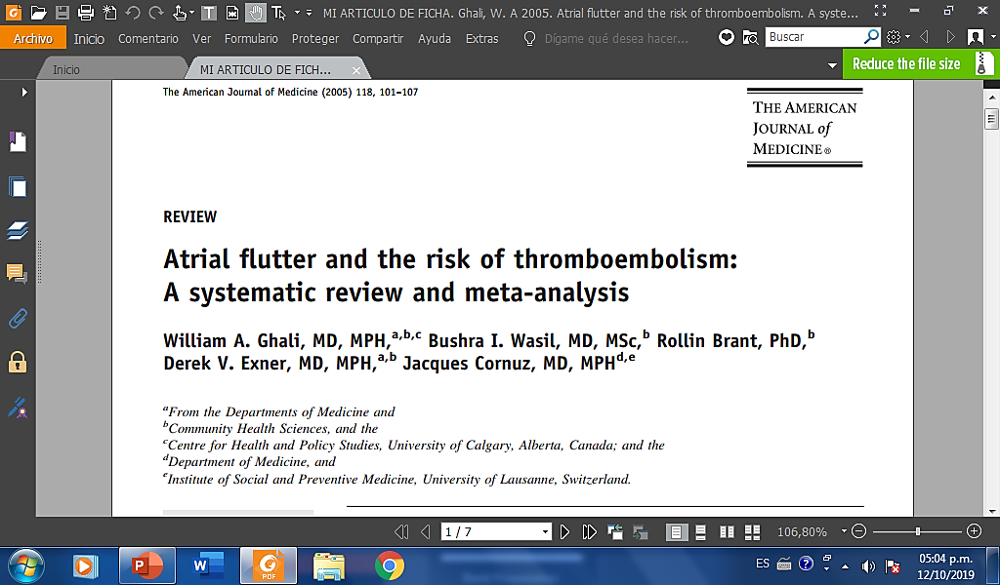 MI ARTICULO DE FICHA. Ghali, W. A 2005. Atrial flutter and the risk of thromboembolism. A syste...
Archivo Inicio Comentario Ver Formulario Proteger Compartir Ayuda Extras Dígame qué desea hacer... Buscar
Inicio MI ARTICULO DE FICH... Reduce the file size
The American Journal of Medicine (2005) 118, 101–107
THE AMERICAN
JOURNAL of
MEDICINE ®
REVIEW
Atrial flutter and the risk of thromboembolism:
A systematic review and meta-analysis
William A. Ghali, MD, MPH,a,b,c Bushra I. Wasil, MD, MSc,b Rollin Brant, PhD,b
Derek V. Exner, MD, MPH,a,b Jacques Cornuz, MD, MPHd,e
aFrom the Departments of Medicine and
bCommunity Health Sciences, and the
cCentre for Health and Policy Studies, University of Calgary, Alberta, Canada; and the
dDepartment of Medicine, and
eInstitute of Social and Preventive Medicine, University of Lausanne, Switzerland.
1 / 7 106,80%
PDF
ES 05:04 p.m.
12/10/2019